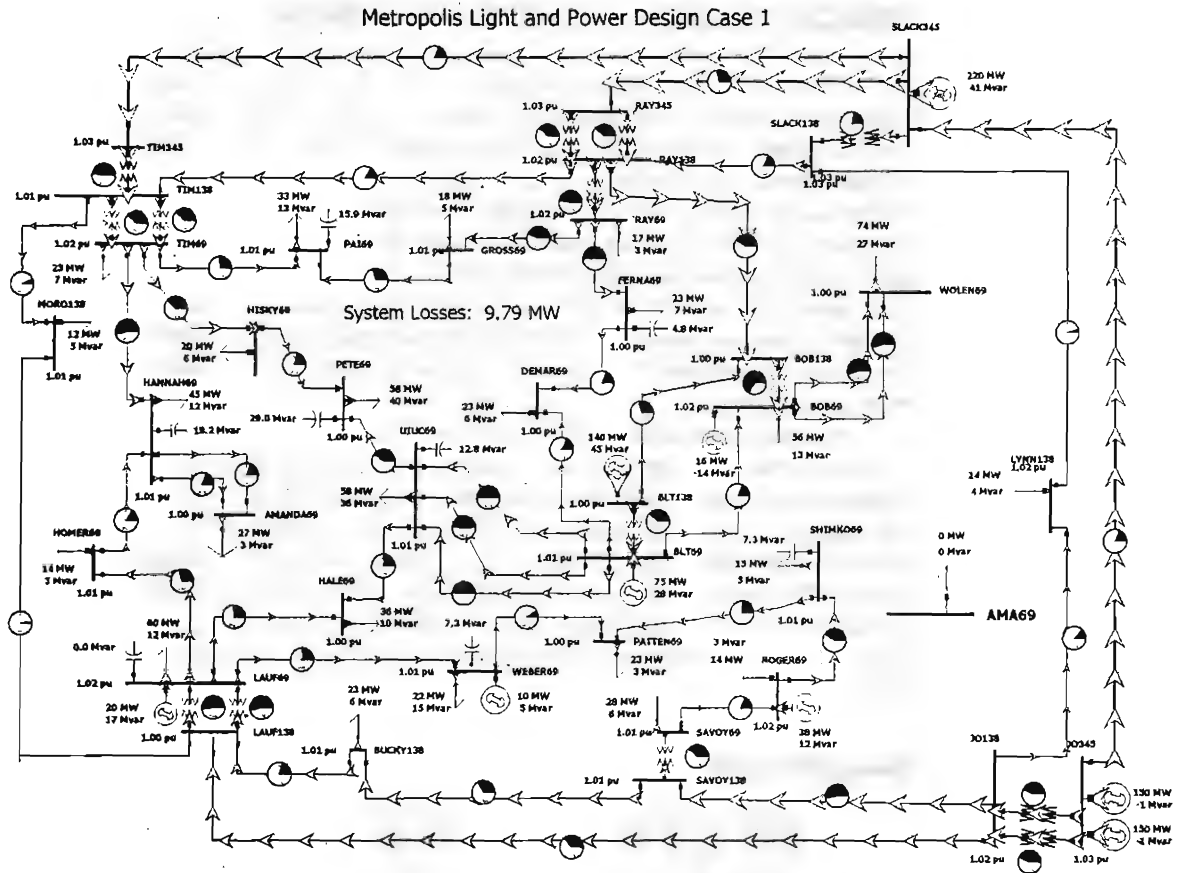 Metropolis Light and Power Design Case 1
SLACK345
220 MW
41 Mvar
1.03 pu
RAY345
SLACK138
1.03 pu
TIM345
1.02 pu
RAY138
1.03 pu
1.03 pu
1.01 pu
TIM138
33 MW
12 Mvar
15.9 Mvar
18 MW
5 Mvar
1.02 pu
RAY69
74 MW
27 Mvar
1.02 pu
TIM69
1.01 pu
PAI69
1.01 pu
GROSS69
17 MW
3 Mvar
23 MW
7 Mvar
FERNA69
23 MW
7 Mvar
4.8 Mvar
1.00 pu
WOLEN69
MORO138
HISKY69
System Losses: 9.79 MW
12 MW
5 Mvar
20 MW
6 Mvar
1.00 pu
1.00 pu
BOB138
PETE69
DEMAR69
1.01 pu
HANNAH69
45 MW
12 Mvar
58 MW
40 Mvar
23 MW
6 Mvar
1.02 pu
BOB69
18.2 Mvar
29.0 Mvar
1.00 pu
UIUC69
1.00 pu
140 MW
45 Mvar
56 MW
13 Mvar
12.8 Mvar
16 MW
-14 Mvar
LYNN138
1.02 pu
24 MW
4 Mvar
58 MW
36 Mvar
1.01 pu
1.00 pu
AMANDA69
1.00 pu
BLT138
SHIMKO69
HOMER69
27 MW
3 Mvar
1.01 pu
1.01 pu
BLT69
7.3 Mvar
0 MW
0 Mvar
14 MW
3 Mvar
HALE69
75 MW
28 Mvar
15 MW
5 Mvar
1.01 pu
36 MW
10 Mvar
60 MW
12 Mvar
7.2 Mvar
AMA69
1.01 pu
0.0 Mvar
1.00 pu
1.00 pu
PATTEN69
3 Mvar
14 MW
ROGER69
1.02 pu
LAUF69
1.01 pu
WEBER69
23 MW
3 Mvar
20 MW
17 Mvar
23 MW
6 Mvar
22 MW
15 Mvar
10 MW
5 Mvar
28 MW
6 Mvar
1.00 pu
LAUF138
1.02 pu
38 MW
12 Mvar
1.01 pu
SAVOY69
1.01 pu
BUCKY138
JO138
JO345
1.01 pu
SAVOY138
130 MW
-1 Mvar
1.02 pu
1.03 pu